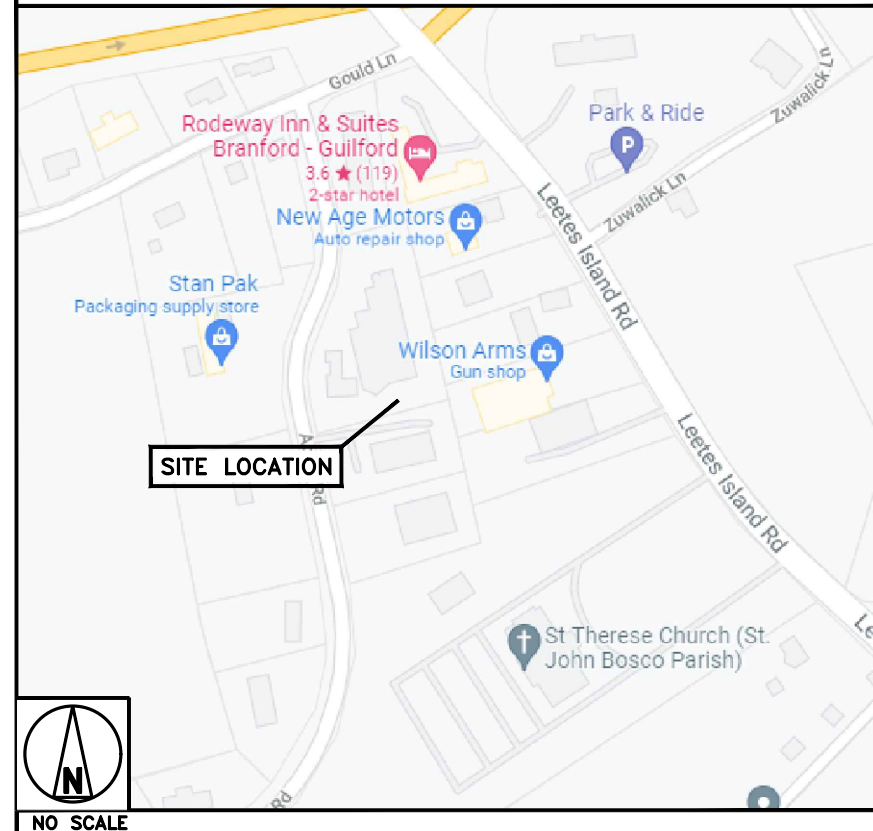 Gould Ln
Zuwalick Ln
Park & Ride
P
Rodeway Inn & Suites
Branford - Guilford
3.6 ★ (119)
2-star hotel
Zuwalick Ln
Leetes Island Rd
New Age Motors
Auto repair shop
Stan Pak
Packaging supply store
Wilson Arms
Gun shop
SITE LOCATION
Rd
Leetes Island Rd
St Therese Church (St.
John Bosco Parish)
N
Rd
NO SCALE